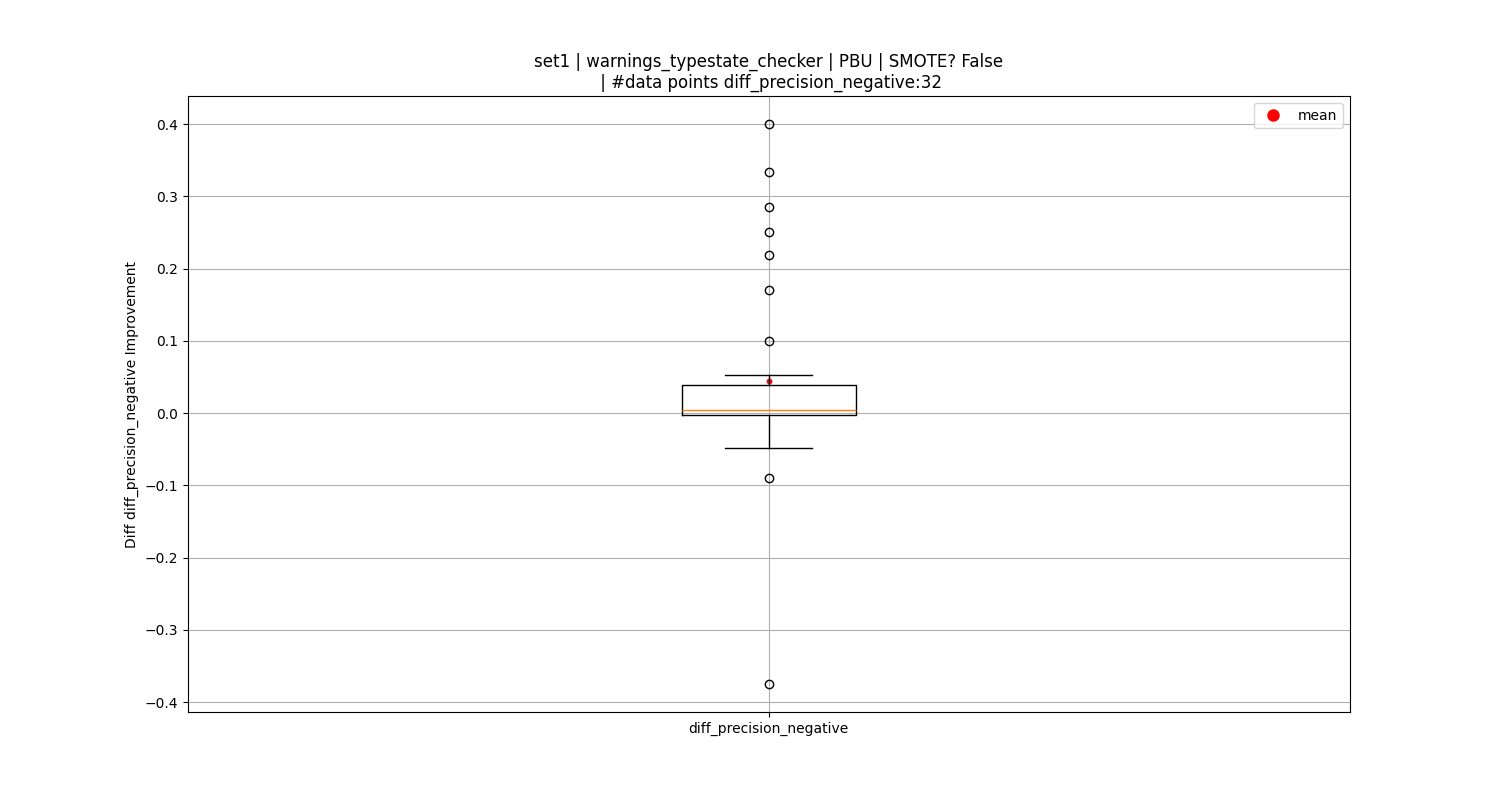 set1 | warnings_typestate_checker | PBU | SMOTE? False
| #data points diff_precision_negative:32
mean
0.4
0.3
0.2
0.1
0.0
−0.1
−0.2
−0.3
−0.4
Diff diff_precision_negative Improvement
diff_precision_negative